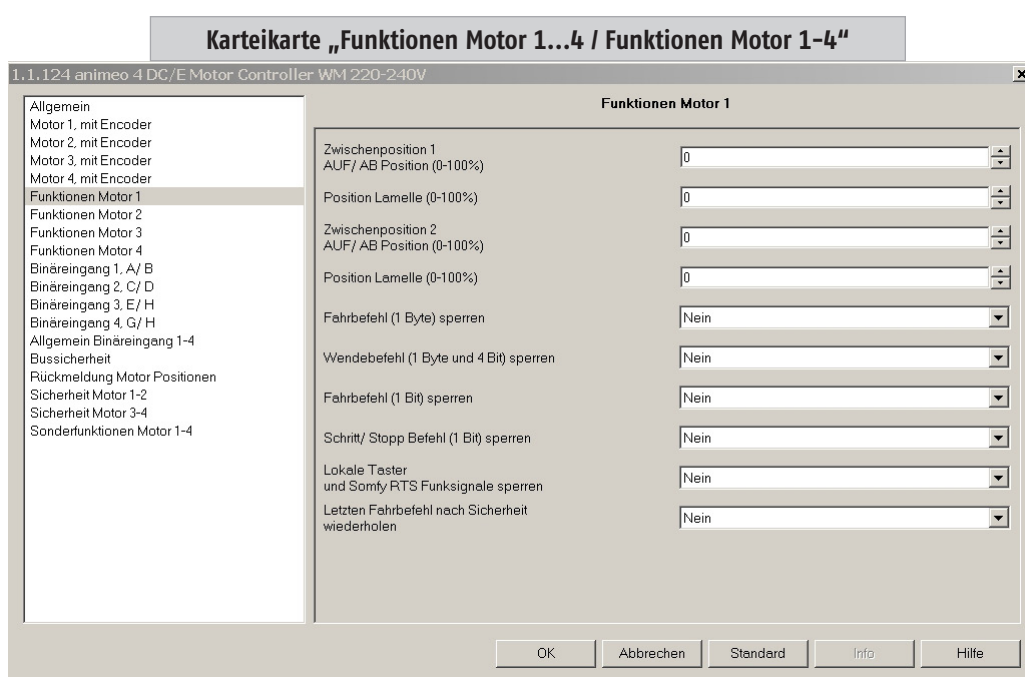 Karteikarte „Funktionen Motor 1...4 / Funktionen Motor 1-4“
1.1.124 animeo 4 DC/E Motor Controller WM 220-240V
Allgemein
Motor 1, mit Encoder
Motor 2, mit Encoder
Motor 3, mit Encoder
Motor 4, mit Encoder
Funktionen Motor 1
Funktionen Motor 2
Funktionen Motor 3
Funktionen Motor 4
Binäreingang 1, A/ B
Binäreingang 2, C/ D
Binäreingang 3, E/ H
Binäreingang 4, G/ H
Allgemein Binäreingang 1-4
Bussicherheit
Rückmeldung Motor Positionen
Sicherheit Motor 1-2
Sicherheit Motor 3-4
Sonderfunktionen Motor 1-4
Funktionen Motor 1
Zwischenposition 1
AUF/ AB Position (0-100%)
0
Position Lamelle (0-100%)
0
Zwischenposition 2
AUF/ AB Position (0-100%)
0
Position Lamelle (0-100%)
0
Fahrbefehl (1 Byte) sperren
Nein
Wendebefehl (1 Byte und 4 Bit) sperren
Nein
Fahrbefehl (1 Bit) sperren
Nein
Schritt/ Stopp Befehl (1 Bit) sperren
Nein
Lokale Taster
und Somfy RTS Funksignale sperren
Nein
Letzten Fahrbefehl nach Sicherheit
wiederholen
Nein
OK
Abbrechen
Standard
Info
Hilfe